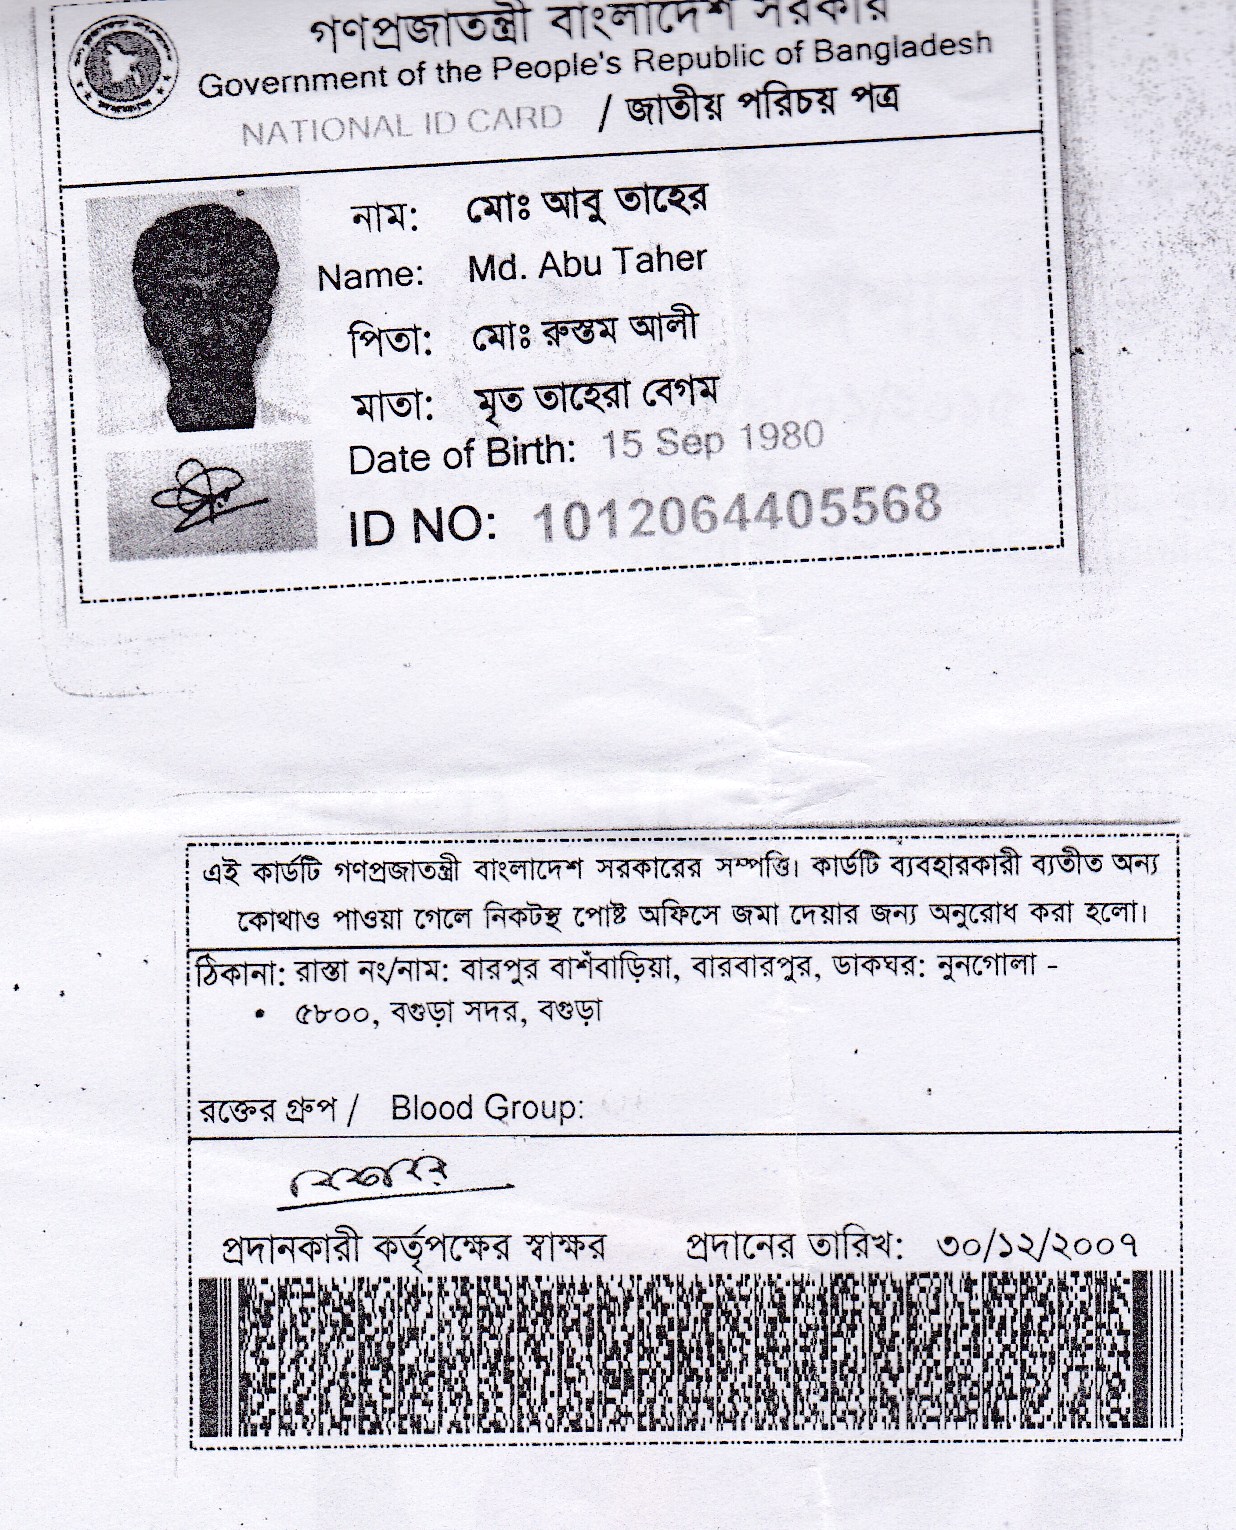 গণপ্রজাতন্ত্রী বাংলাদেশ সরকার
Government of the People's Republic of Bangladesh
NATIONAL ID CARD / জাতীয় পরিচয় পত্র
নাম: মোঃ আবু তাহের
Name: Md. Abu Taher
পিতা: মোঃ রুস্তম আলী
মাতা: মৃত তাহেরা বেগম
Date of Birth: 15 Sep 1980
ID NO: 1012064405568
এই কার্ডটি গণপ্রজাতন্ত্রী বাংলাদেশ সরকারের সম্পত্তি। কার্ডটি ব্যবহারকারী ব্যতীত অন্য
কোথাও পাওয়া গেলে নিকটস্থ পোষ্ট অফিসে জমা দেয়ার জন্য অনুরোধ করা হলো।
ঠিকানা: রাস্তা নং/নাম: বারপুর বাশঁবাড়িয়া, বারবারপুর, ডাকঘর: নুনগোলা -
৫৮০০, বগুড়া সদর, বগুড়া
রক্তের গ্রুপ / Blood Group:
প্রদানকারী কর্তৃপক্ষের স্বাক্ষর প্রদানের তারিখ: ৩০/১২/২০০৭